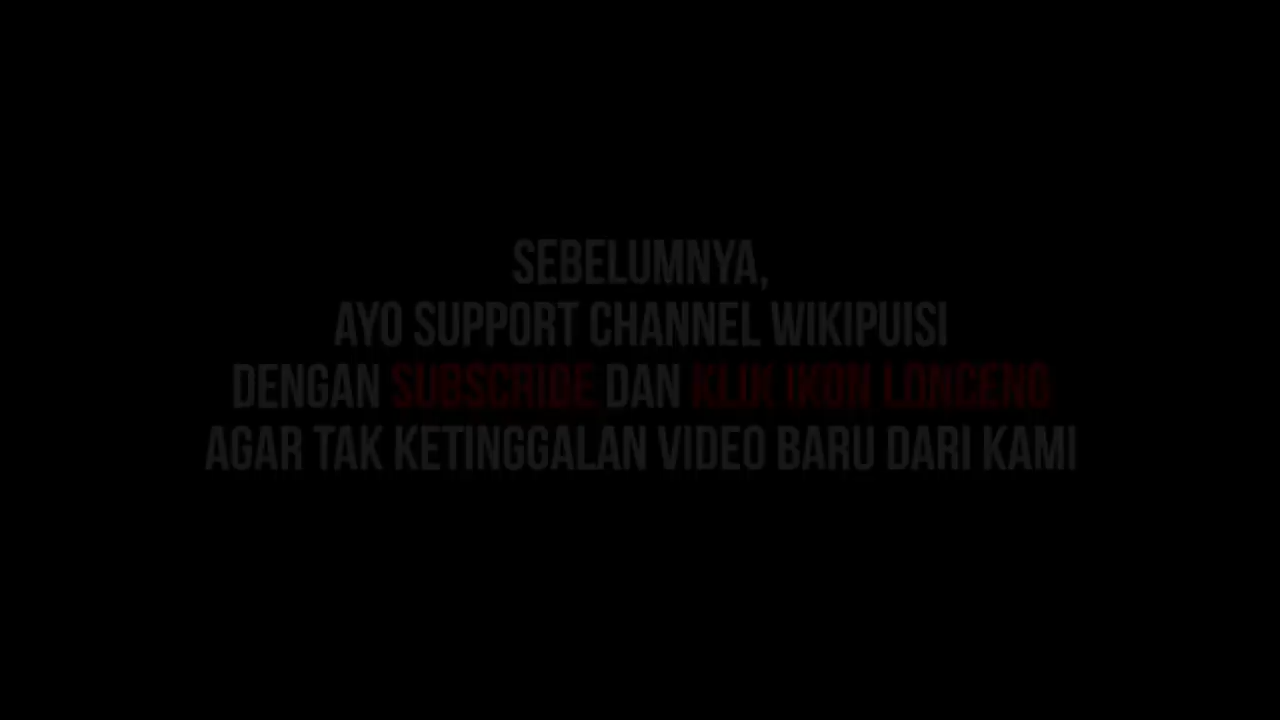 SEBELUMNYA,
AYO SUPPORT CHANNEL WIKIPUISI
DENGAN SUBSCRIBE DAN KLIK IKON LONCENG
AGAR TAK KETINGGALAN VIDEO BARU DARI KAMI